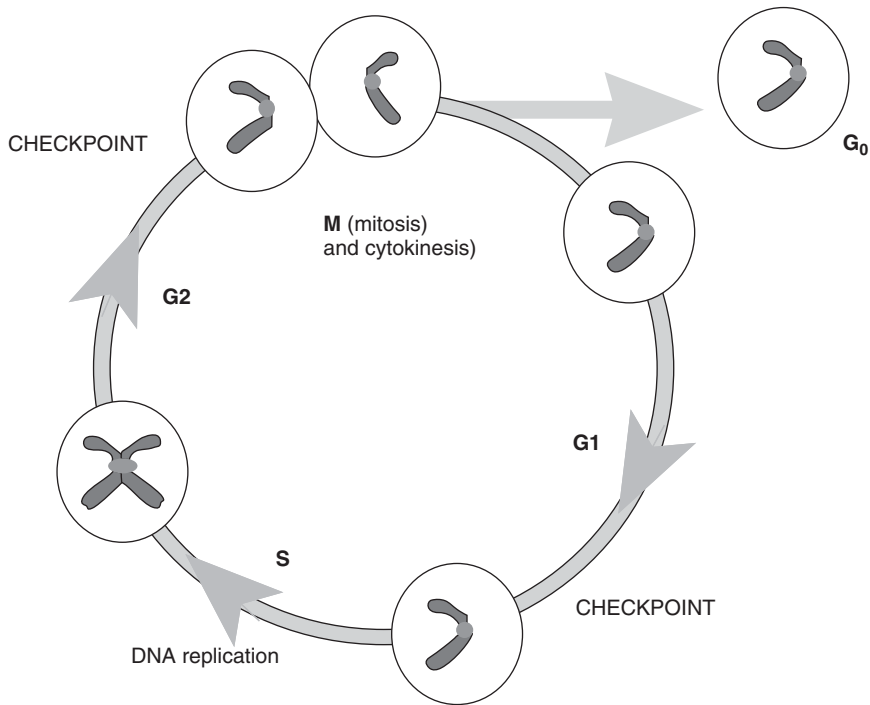 CHECKPOINT
G0
M (mitosis)
and cytokinesis)
G2
G1
S
CHECKPOINT
DNA replication